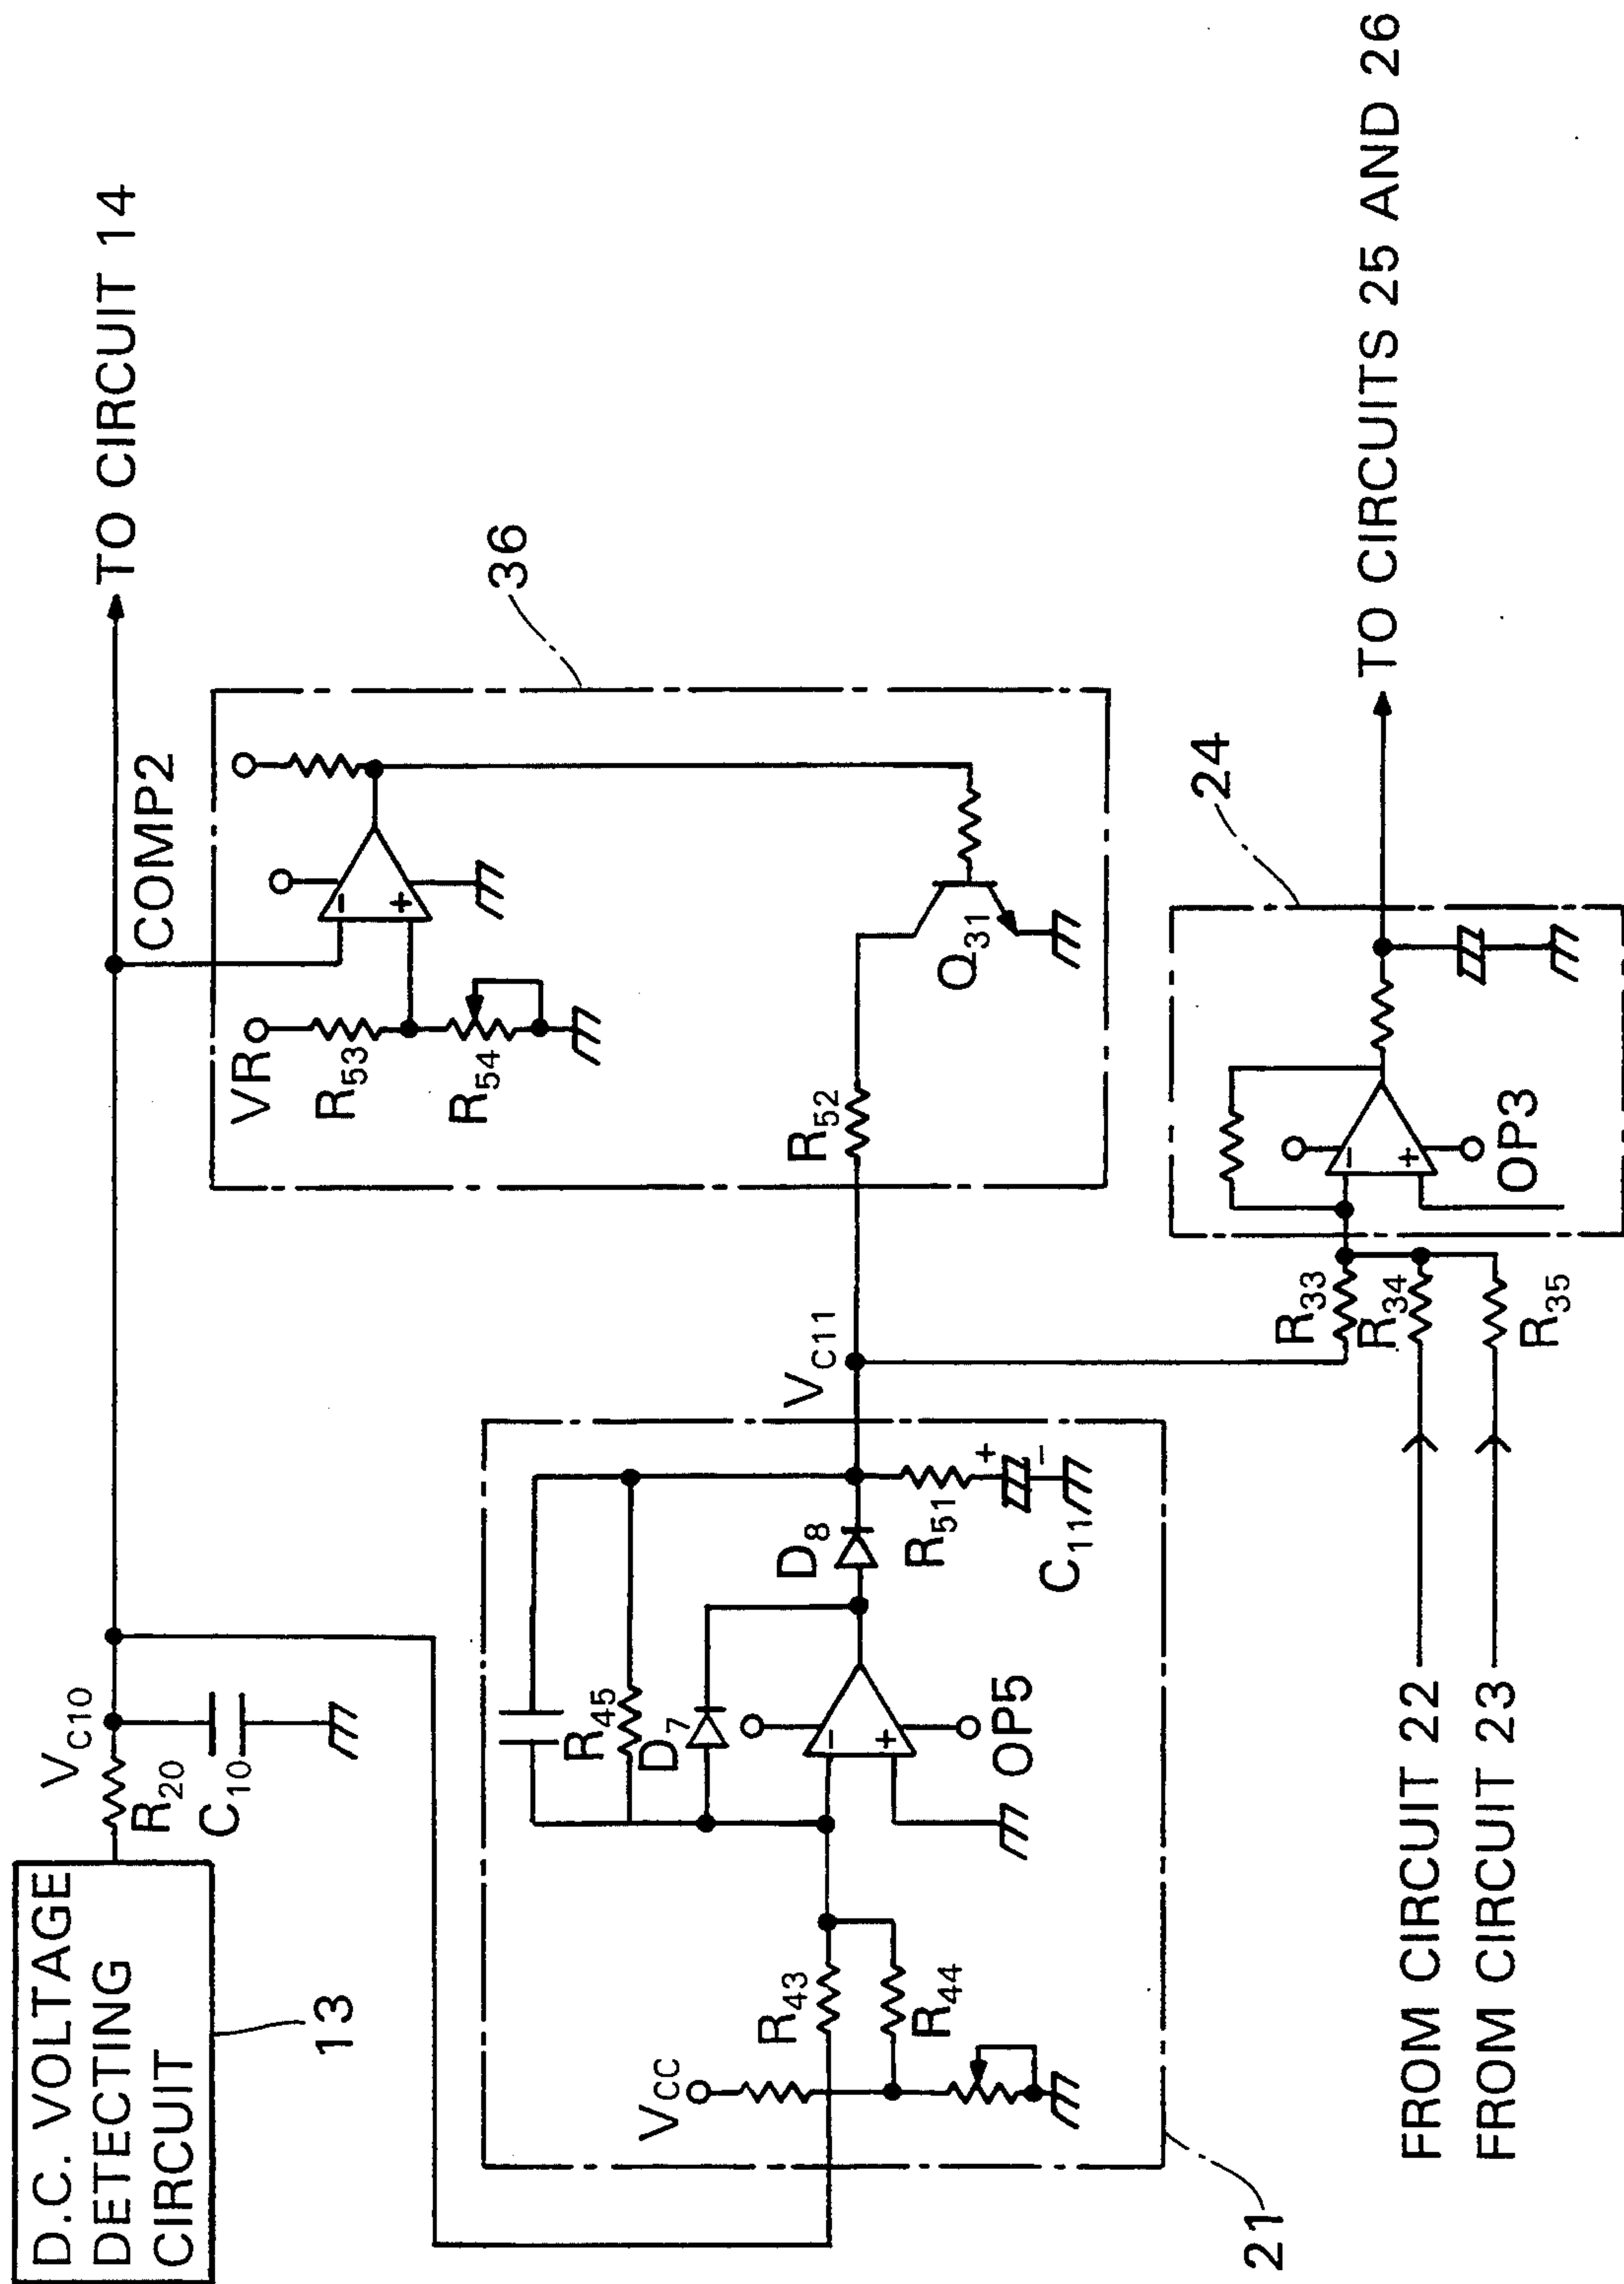 D.C. VOLTAGE
DETECTING
CIRCUIT
13
VC10
R20
C10
TO CIRCUIT 14
COMP2
36
VR
R53
R54
-
+
Q31
R52
VC11
21
VCC
R43
R44
R45
D7
-
+
OP5
D8
R51
+
-
C11
24
R33
R34
R35
-
+
OP3
TO CIRCUITS 25 AND 26
FROM CIRCUIT 22
FROM CIRCUIT 23